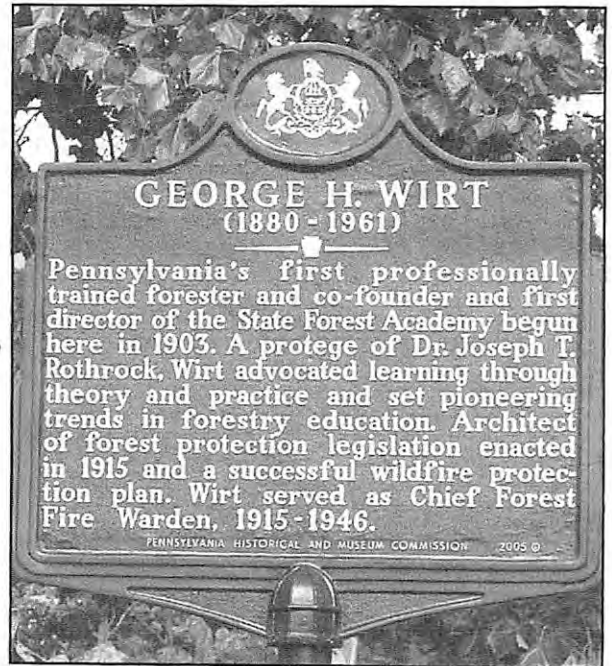 GEORGE H. WIRT
(1880 - 1961)
Pennsylvania's first professionally
trained forester and co-founder and first
director of the State Forest Academy begun
here in 1903. A protege of Dr. Joseph T.
Rothrock, Wirt advocated learning through
theory and practice and set pioneering
trends in forestry education. Architect
of forest protection legislation enacted
in 1915 and a successful wildfire protec-
tion plan. Wirt served as Chief Forest
Fire Warden, 1915-1946.
PENNSYLVANIA HISTORICAL AND MUSEUM COMMISSION 2005 ©